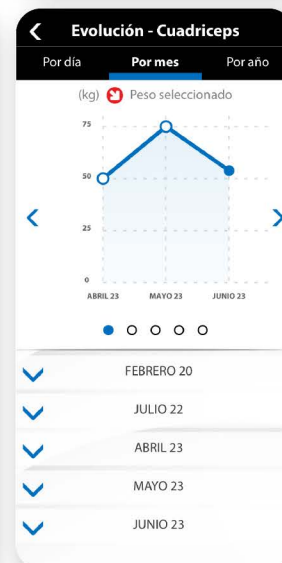 Evolución - Cuadriceps
Por día Por mes Por año
(kg) Peso seleccionado
75
50
25
0
ABRIL 23 MAYO 23 JUNIO 23
FEBRERO 20
JULIO 22
ABRIL 23
MAYO 23
JUNIO 23